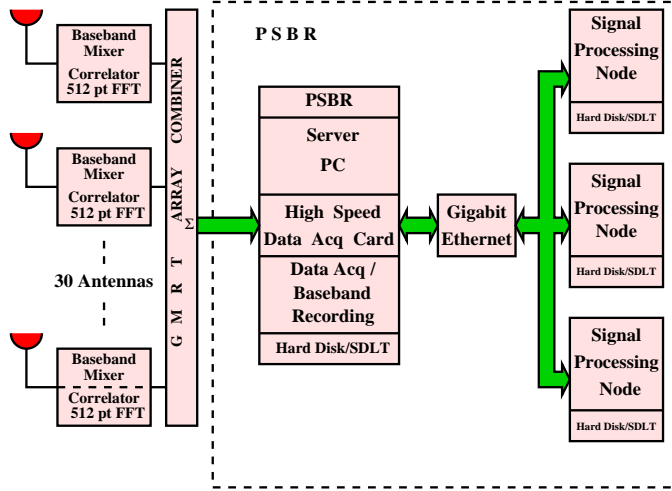 Baseband
Mixer
Correlator
512 pt FFT
Baseband
Mixer
Correlator
512 pt FFT
30 Antennas
Baseband
Mixer
Correlator
512 pt FFT
G M R T ARRAY COMBINER
Σ
P S B R
PSBR
Server
PC
High Speed
Data Acq Card
Data Acq /
Baseband
Recording
Hard Disk/SDLT
Gigabit
Ethernet
Signal
Processing
Node
Hard Disk/SDLT
Signal
Processing
Node
Hard Disk/SDLT
Signal
Processing
Node
Hard Disk/SDLT